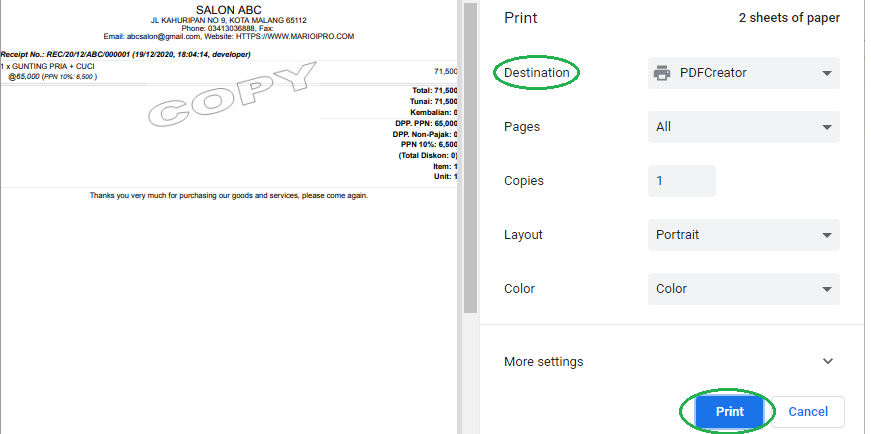 SALON ABC
JL KAHURIPAN NO 9, KOTA MALANG 65112
Phone: 03413036888, Fax:
Email: abcsalon@gmail.com, Website: HTTPS://WWW.MARIOIPRO.COM
Receipt No.: REC/20/12/ABC/000001 (19/12/2020, 18:04:14, developer)
1 x GUNTING PRIA + CUCI
@65,000 (PPN 10%: 6,500 )
71,500
COPY
Total: 71,500
Tunai: 71,500
Kembalian: 0
DPP. PPN: 65,000
DPP. Non-Pajak: 0
PPN 10%: 6,500
(Total Diskon: 0)
Item: 1
Unit: 1
Thanks you very much for purchasing our goods and services, please come again.
Print 2 sheets of paper
Destination PDFCreator
Pages All
Copies 1
Layout Portrait
Color Color
More settings
Print Cancel